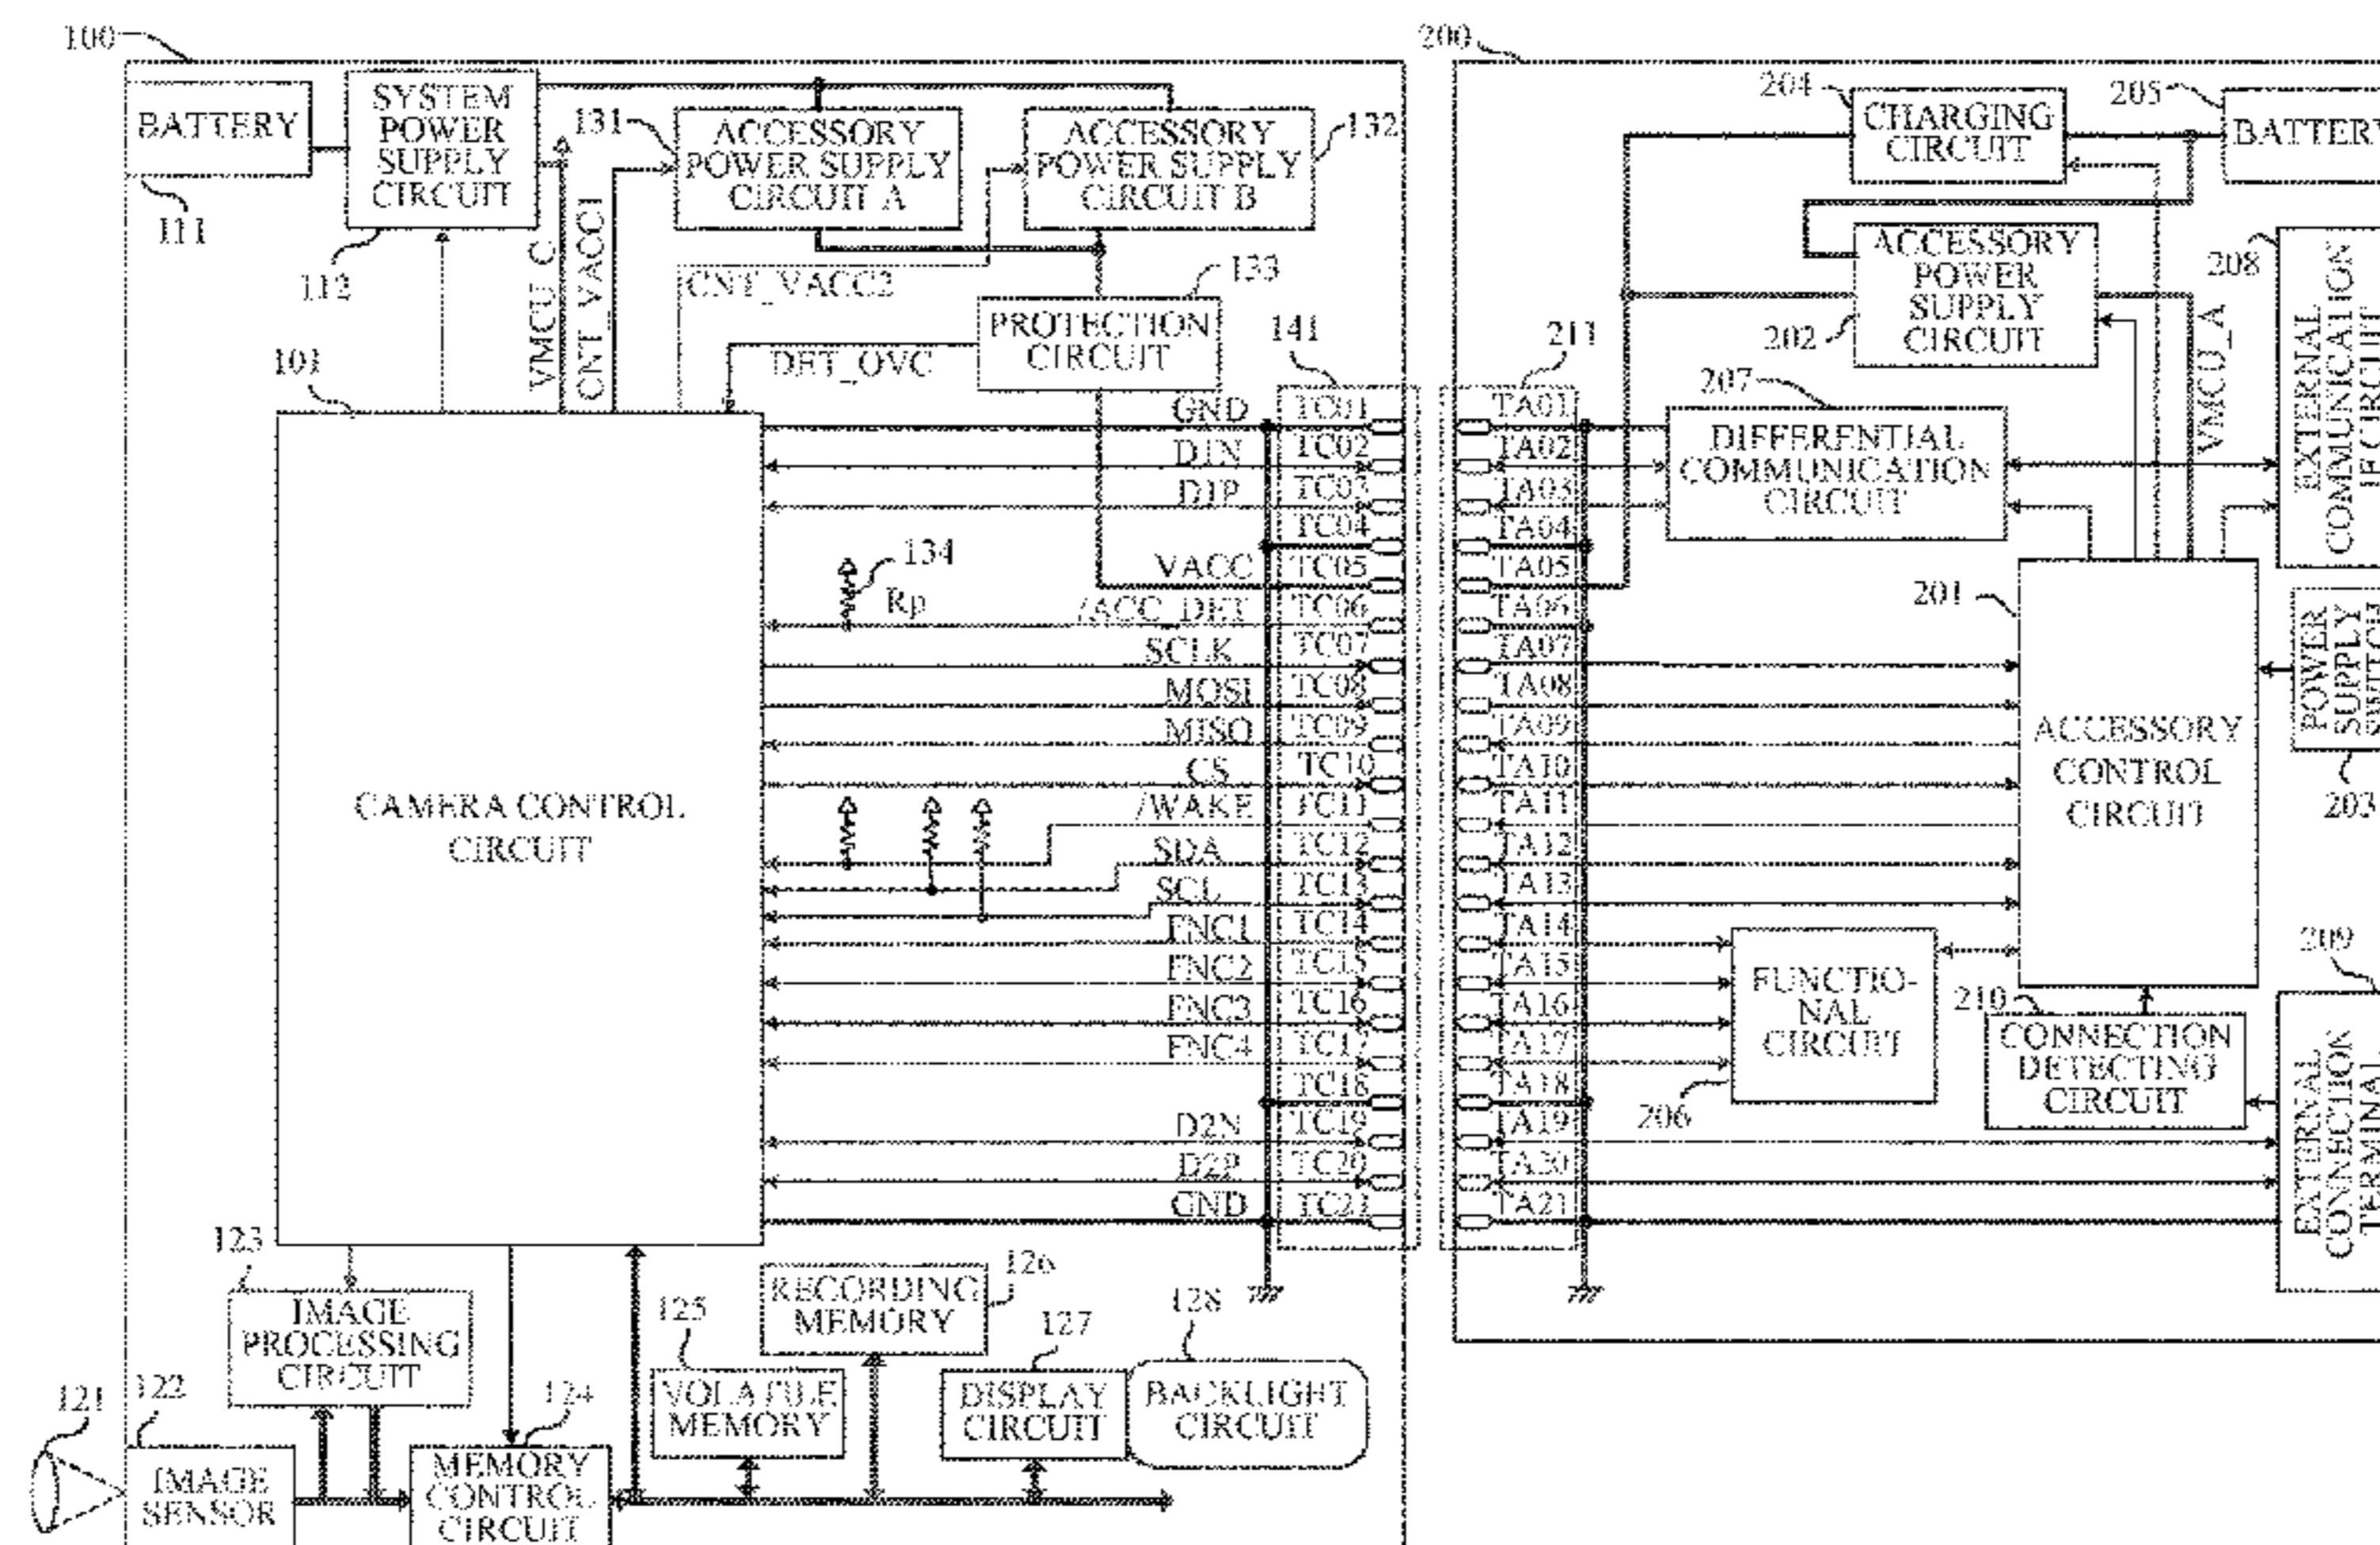 100
200
BATTERY
111
SYSTEM
POWER
SUPPLY
CIRCUIT
112
131
ACCESSORY
POWER SUPPLY
CIRCUIT A
ACCESSORY
POWER SUPPLY
CIRCUIT B
132
VMCU_C
CNT_VACC1
CNT_VACC2
133
PROTECTION
CIRCUIT
DET_OVC
101
CAMERA CONTROL
CIRCUIT
134
Rp
141
GND TC01
D1N TC02
D1P TC03
TC04
VACC TC05
/ACC_DET TC06
SCLK TC07
MOSI TC08
MISO TC09
CS TC10
/WAKE TC11
SDA TC12
SCL TC13
FNC1 TC14
FNC2 TC15
FNC3 TC16
FNC4 TC17
TC18
D2N TC19
D2P TC20
GND TC21
123
IMAGE
PROCESSING
CIRCUIT
121
122
IMAGE
SENSOR
124
MEMORY
CONTROL
CIRCUIT
125
VOLATILE
MEMORY
RECORDING
MEMORY
126
127
DISPLAY
CIRCUIT
128
BACKLIGHT
CIRCUIT
204
CHARGING
CIRCUIT
205
BATTERY
ACCESSORY
POWER
SUPPLY
CIRCUIT
202
208
EXTERNAL
COMMUNICATION
VMCU_A
211
TA01
TA02
TA03
TA04
TA05
TA06
TA07
TA08
TA09
TA10
TA11
TA12
TA13
TA14
TA15
TA16
TA17
TA18
TA19
TA20
TA21
207
DIFFERENTIAL
COMMUNICATION
CIRCUIT
201
ACCESSORY
CONTROL
CIRCUIT
POWER
SUPPLY
203
FUNCTIO-
NAL
CIRCUIT
206
210
CONNECTION
DETECTING
CIRCUIT
209
EXTERNAL
CONNECTION
TERMINAL